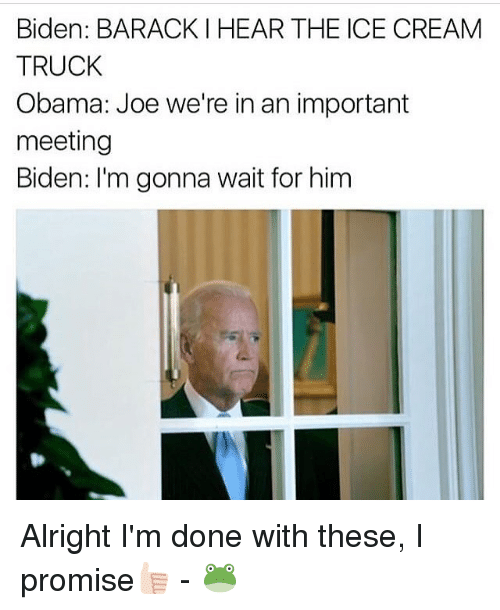 Biden: BARACK I HEAR THE ICE CREAM
TRUCK
Obama: Joe we're in an important
meeting
Biden: I'm gonna wait for him
Alright I'm done with these, I
promise👍🏻 - 🐸